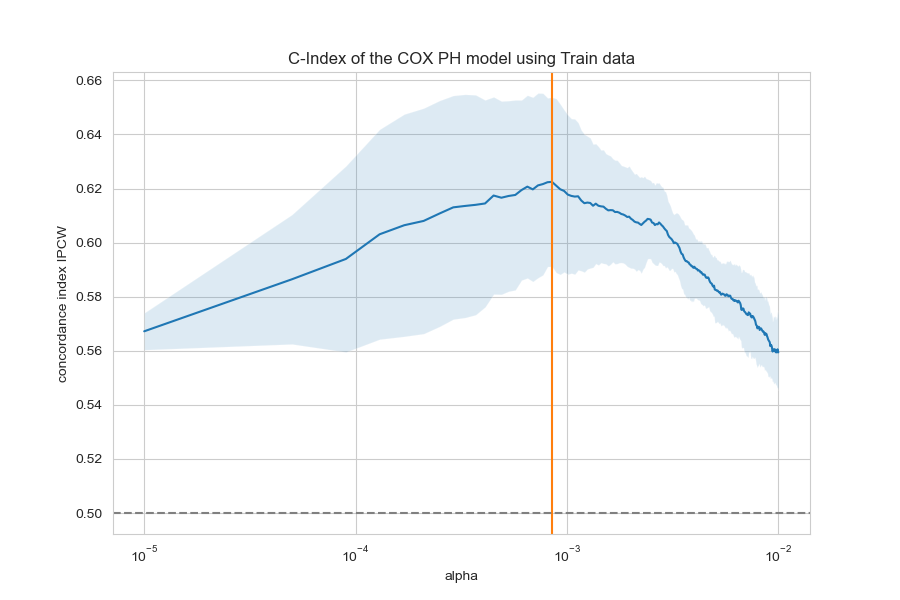 C-Index of the COX PH model using Train data
concordance index IPCW
0.66
0.64
0.62
0.60
0.58
0.56
0.54
0.52
0.50
10⁻⁵ 10⁻⁴ 10⁻³ 10⁻²
alpha